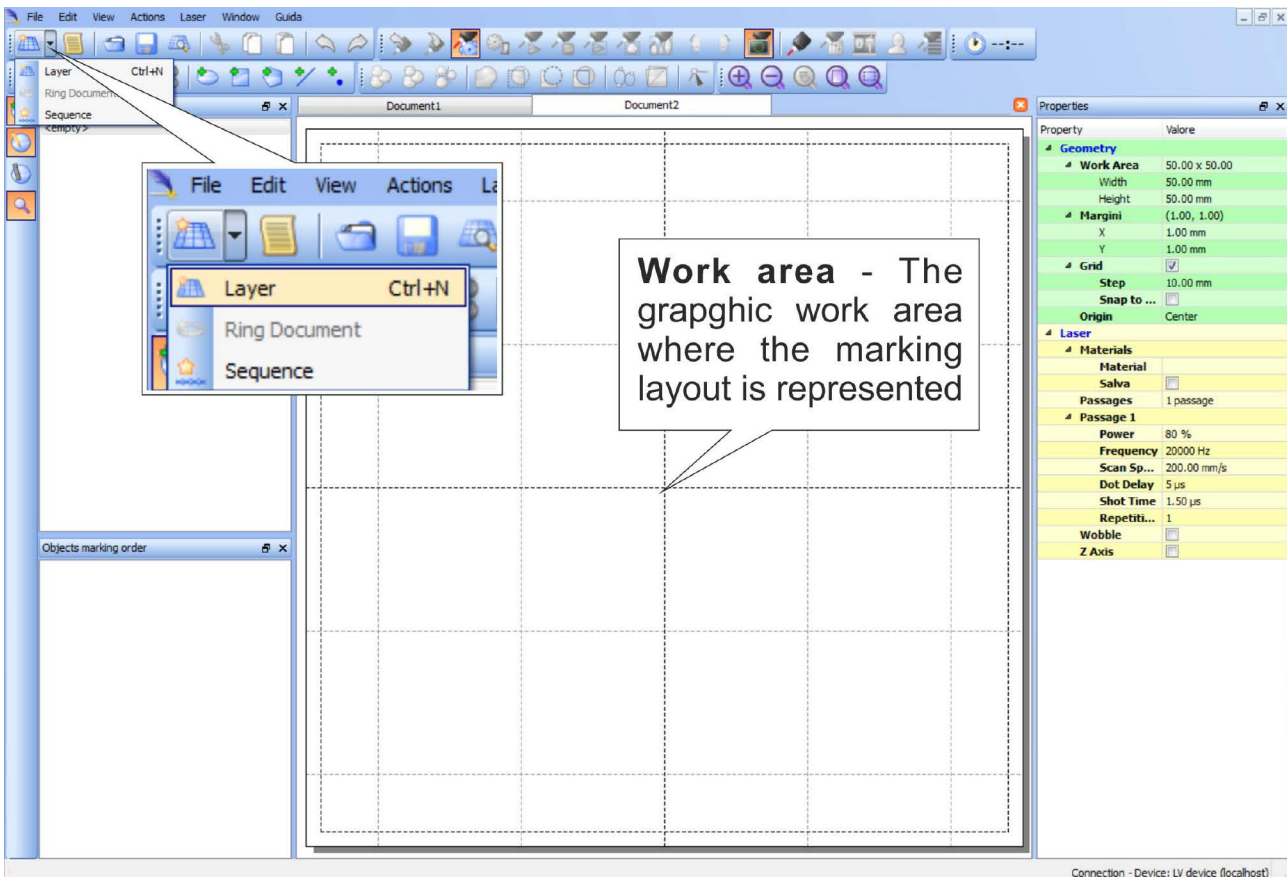 File Edit View Actions Laser Window Guida
--:--
Layer Ctrl+N
Ring Document
Sequence
<empty>
Document1 Document2
File Edit View Actions La
Layer Ctrl+N
Ring Document
Sequence
Work area - The
grapghic work area
where the marking
layout is represented
Objects marking order
Properties
Property Valore
Geometry
Work Area 50.00 x 50.00
Width 50.00 mm
Height 50.00 mm
Margini (1.00, 1.00)
X 1.00 mm
Y 1.00 mm
Grid
Step 10.00 mm
Snap to ...
Origin Center
Laser
Materials
Material
Salva
Passages 1 passage
Passage 1
Power 80 %
Frequency 20000 Hz
Scan Sp... 200.00 mm/s
Dot Delay 5 µs
Shot Time 1.50 µs
Repetiti... 1
Wobble
Z Axis
Connection - Device: LV device (localhost)